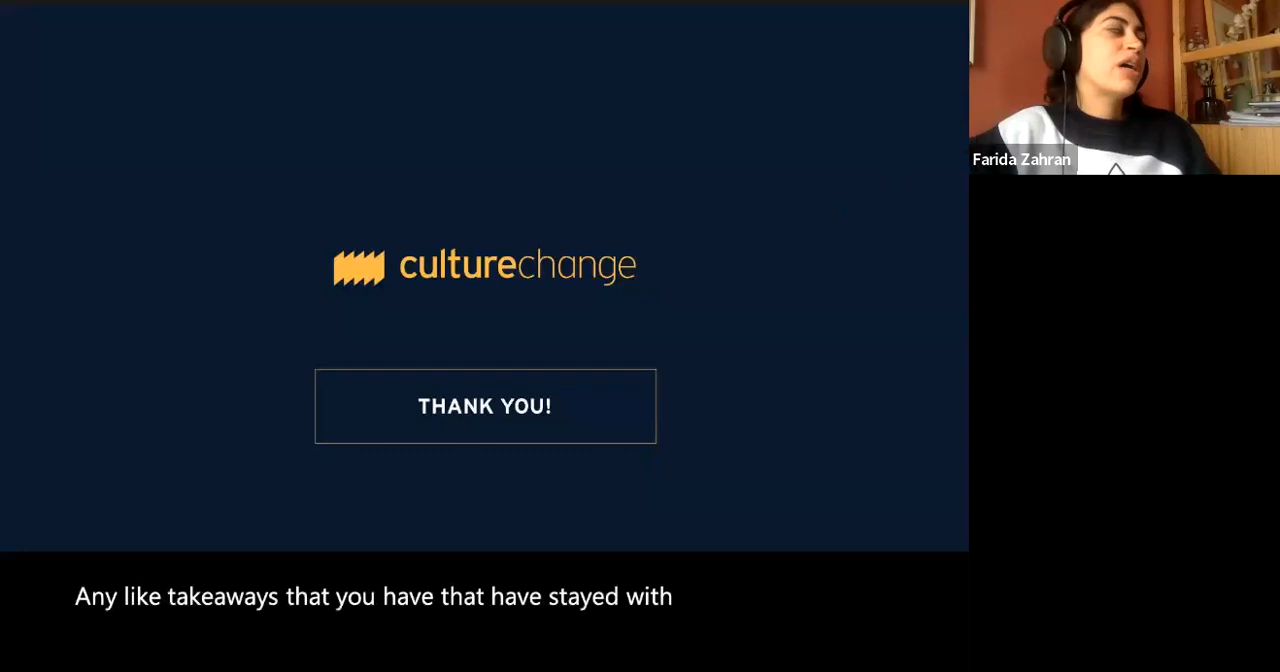 culturechange
THANK YOU!
Farida Zahran
Any like takeaways that you have that have stayed with